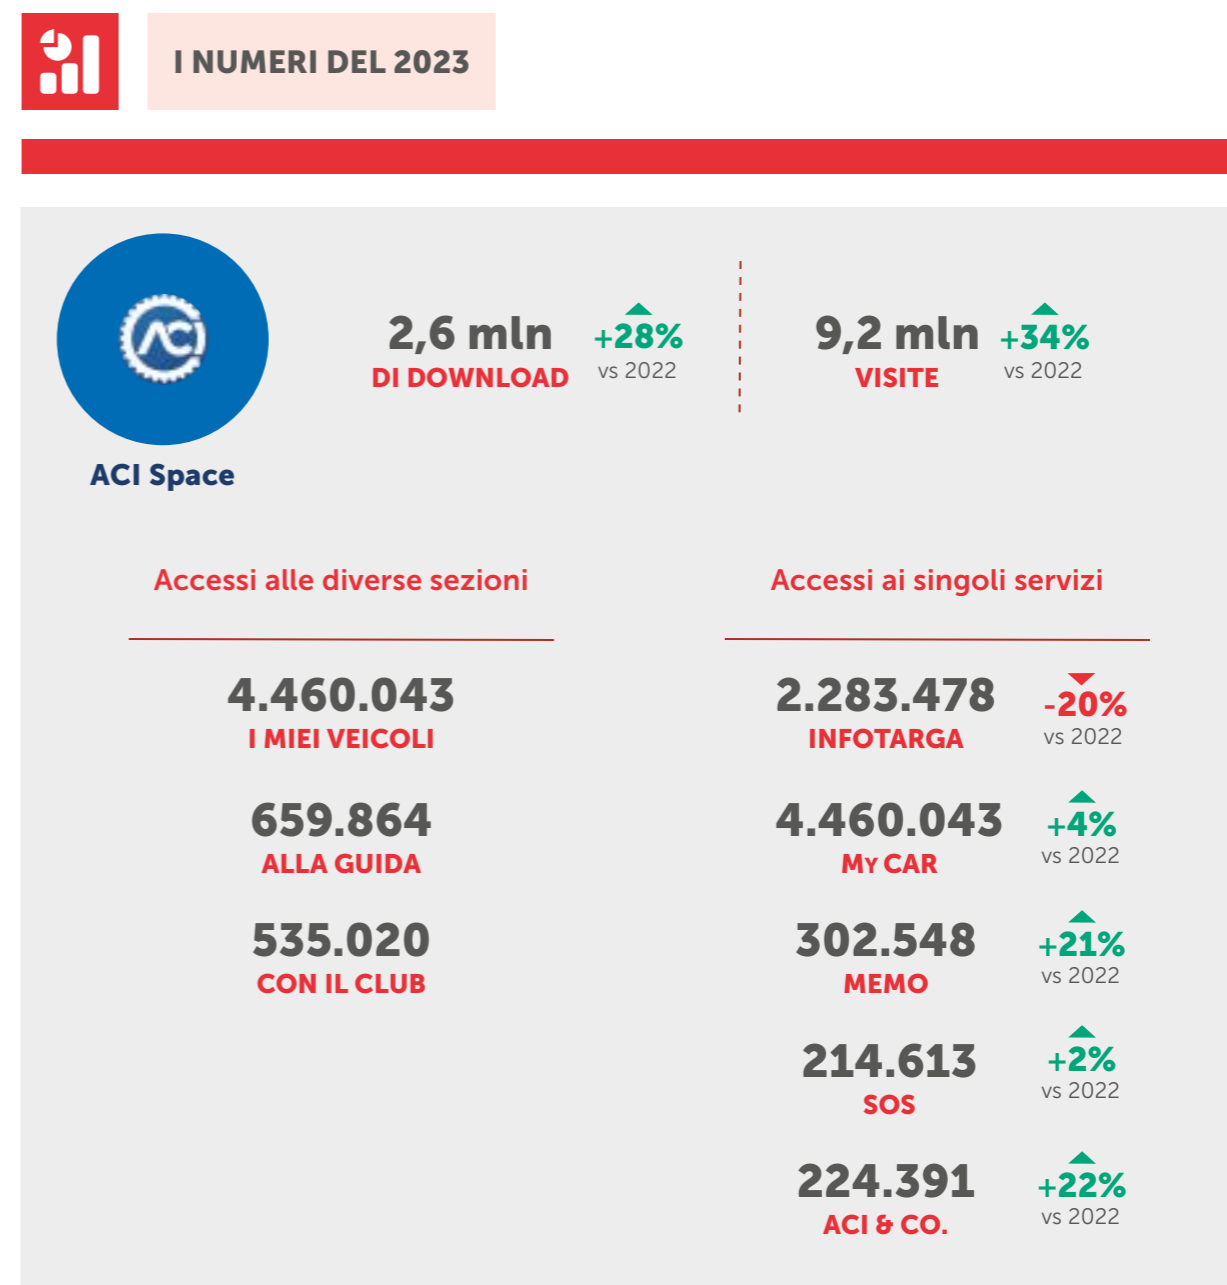 I NUMERI DEL 2023
ACI
ACI Space
2,6 mln
DI DOWNLOAD
+28%
vs 2022
9,2 mln
VISITE
+34%
vs 2022
Accessi alle diverse sezioni
4.460.043
I MIEI VEICOLI
659.864
ALLA GUIDA
535.020
CON IL CLUB
Accessi ai singoli servizi
2.283.478
INFOTARGA
-20%
vs 2022
4.460.043
MY CAR
+4%
vs 2022
302.548
MEMO
+21%
vs 2022
214.613
SOS
+2%
vs 2022
224.391
ACI & CO.
+22%
vs 2022